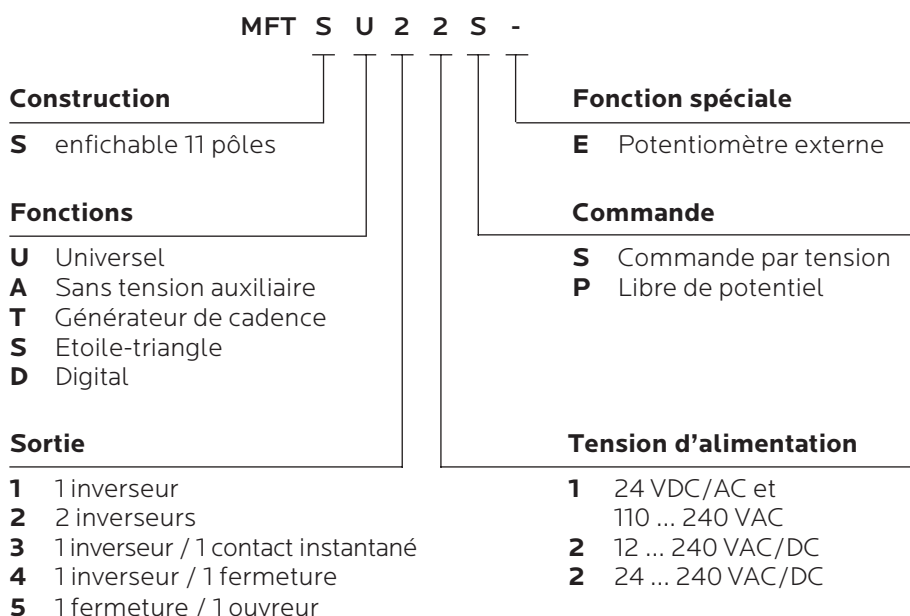 MFT S U 2 2 S -
Construction
S enfichable 11 pôles
Fonctions
U Universel
A Sans tension auxiliaire
T Générateur de cadence
S Etoile-triangle
D Digital
Sortie
1 1 inverseur
2 2 inverseurs
3 1 inverseur / 1 contact instantané
4 1 inverseur / 1 fermeture
5 1 fermeture / 1 ouvreur
Fonction spéciale
E Potentiomètre externe
Commande
S Commande par tension
P Libre de potentiel
Tension d’alimentation
1 24 VDC/AC et
110 ... 240 VAC
2 12 ... 240 VAC/DC
2 24 ... 240 VAC/DC